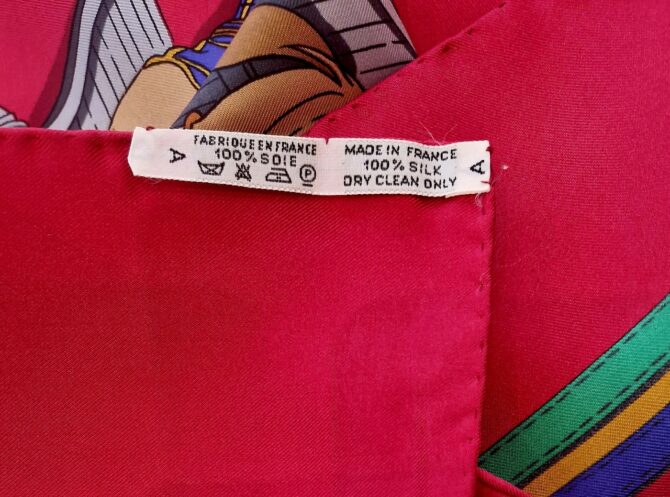 A
FABRIQUE EN FRANCE
100% SOIE
P
MADE IN FRANCE
100% SILK
DRY CLEAN ONLY
A